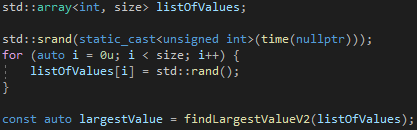 std::array<int, size> listOfValues;
std::srand(static_cast<unsigned int>(time(nullptr)));
for (auto i = 0u; i < size; i++) {
listOfValues[i] = std::rand();
}
const auto largestValue = findLargestValueV2(listOfValues);